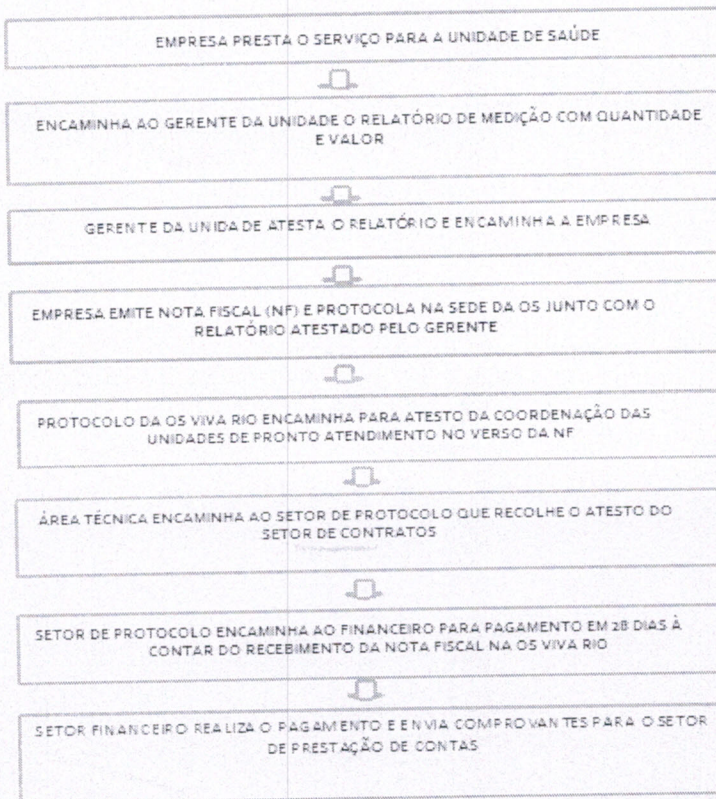 EMPRESA PRESTA O SERVIÇO PARA A UNIDADE DE SAÚDE
ENCAMINHA AO GERENTE DA UNIDADE O RELATÓRIO DE MEDIÇÃO COM QUANTIDADE
E VALOR
GERENTE DA UNIDADE ATESTA O RELATÓRIO E ENCAMINHA A EMPRESA
EMPRESA EMITE NOTA FISCAL (NF) E PROTOCOLA NA SEDE DA OS JUNTO COM O
RELATÓRIO ATESTADO PELO GERENTE
PROTOCOLO DA OS VIVA RIO ENCAMINHA PARA ATESTO DA COORDENAÇÃO DAS
UNIDADES DE PRONTO ATENDIMENTO NO VERSO DA NF
ÁREA TÉCNICA ENCAMINHA AO SETOR DE PROTOCOLO QUE RECOLHE O ATESTO DO
SETOR DE CONTRATOS
SETOR DE PROTOCOLO ENCAMINHA AO FINANCEIRO PARA PAGAMENTO EM 28 DIAS À
CONTAR DO RECEBIMENTO DA NOTA FISCAL NA OS VIVA RIO
SETOR FINANCEIRO REALIZA O PAGAMENTO E ENVIA COMPROVANTES PARA O SETOR
DE PRESTAÇÃO DE CONTAS